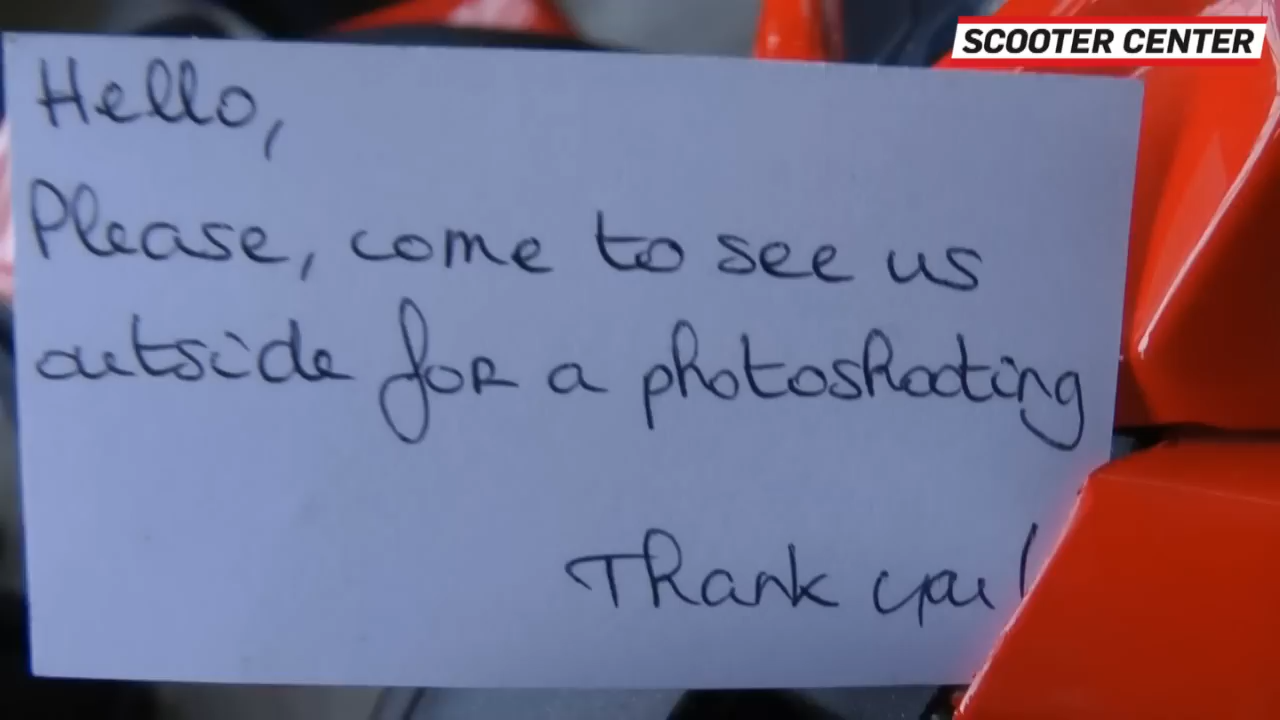 SCOOTER CENTER
Hello,
Please, come to see us
outside for a photoshooting
Thank you!